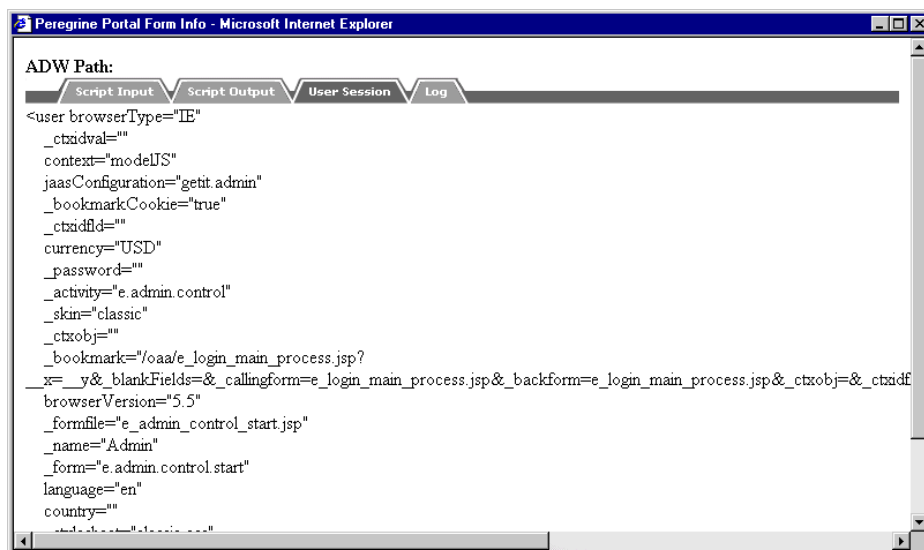 Peregrine Portal Form Info - Microsoft Internet Explorer
ADW Path:
Script Input Script Output User Session Log
<user browserType="IE"
_ctxidval=""
context="modelJS"
jaasConfiguration="getit.admin"
_bookmarkCookie="true"
_ctxidfld=""
currency="USD"
_password=""
_activity="e.admin.control"
_skin="classic"
_ctxobj=""
_bookmark="/oaa/e_login_main_process.jsp?
__x=__y&_blankFields=&_callingform=e_login_main_process.jsp&_backform=e_login_main_process.jsp&_ctxobj=&_ctxidf
browserVersion="5.5"
_formfile="e_admin_control_start.jsp"
_name="Admin"
_form="e.admin.control.start"
language="en"
country=""